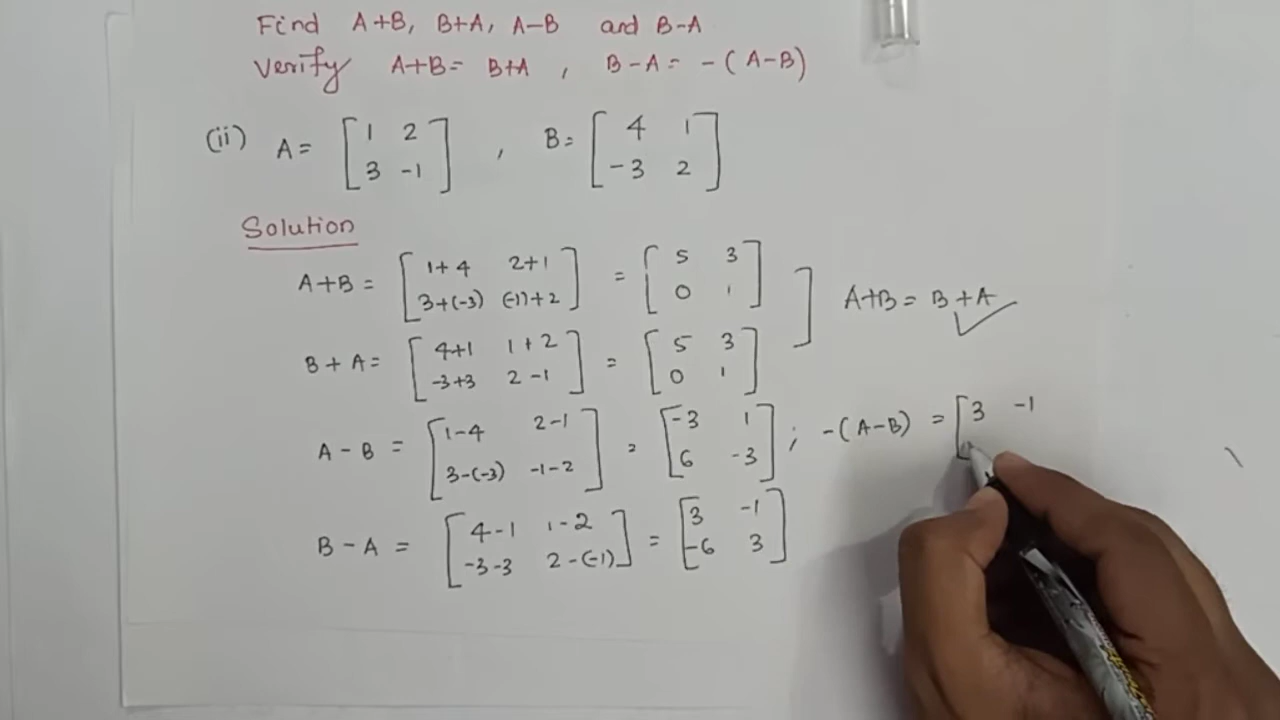 Find A+B, B+A, A-B and B-A
Verify A+B= B+A , B-A= -(A-B)
(ii) A= [1 2 , B= [4 1
3 -1] -3 2]
Solution
A+B= [1+4 2+1 = [5 3
3+(-3) (-1)+2] 0 1] ] A+B= B+A ✓
B+A= [4+1 1+2 = [5 3
-3+3 2-1] 0 1]
A-B = [1-4 2-1 = [-3 1 ; -(A-B) = [3 -1
3-(-3) -1-2] 6 -3]
B-A = [4-1 1-2 = [3 -1
-3-3 2-(-1)] -6 3]